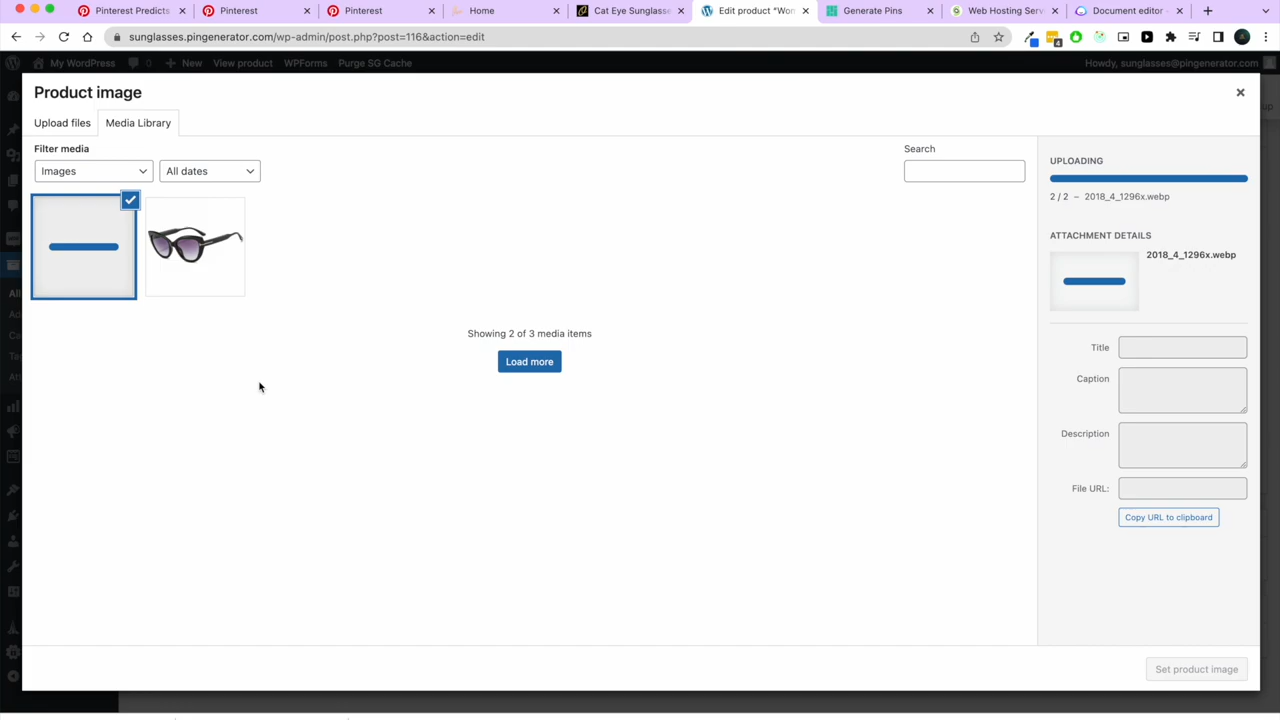 Pinterest Predicts
Pinterest
Pinterest
Home
Cat Eye Sunglasse
Edit product "Wom
Generate Pins
Web Hosting Serv
Document editor -
sunglasses.pingenerator.com/wp-admin/post.php?post=116&action=edit
My WordPress
0
New
View product
WPForms
Purge SG Cache
Howdy, sunglasses@pingenerator.com
Product image
Upload files
Media Library
Filter media
Images
All dates
Search
Showing 2 of 3 media items
Load more
UPLOADING
2 / 2 – 2018_4_1296x.webp
ATTACHMENT DETAILS
2018_4_1296x.webp
Title
Caption
Description
File URL:
Copy URL to clipboard
Set product image